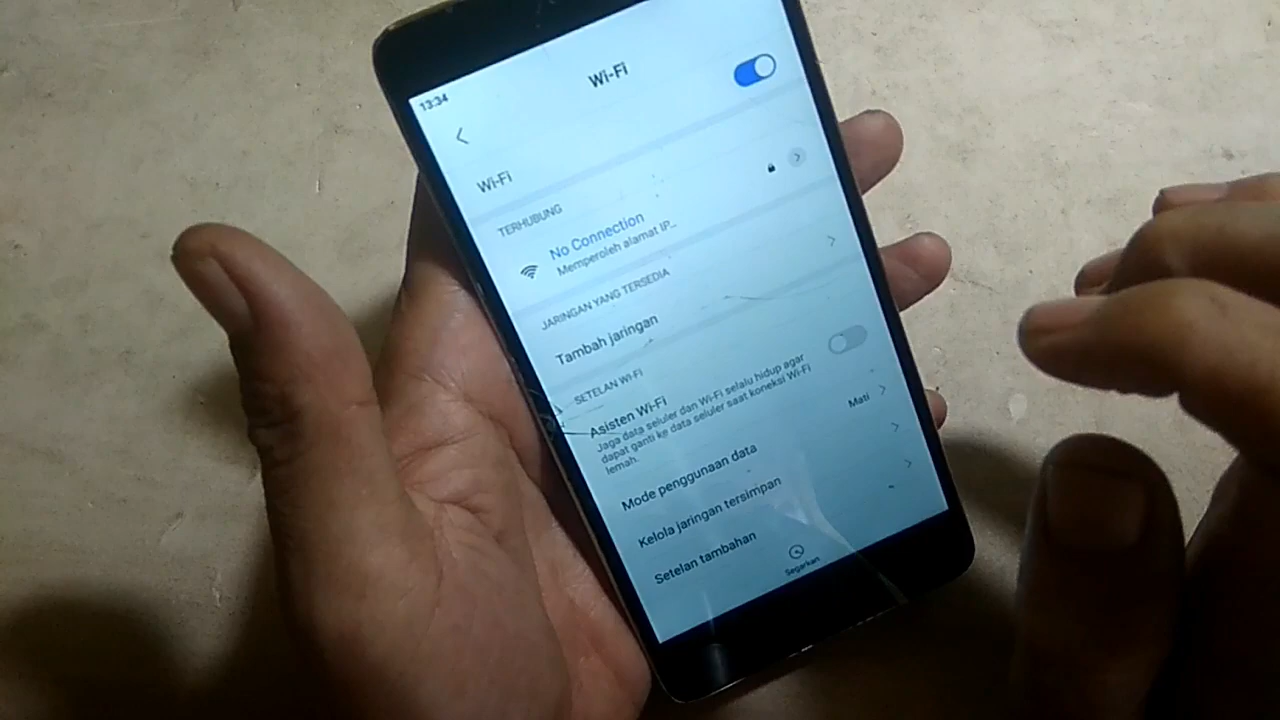 13:34
Wi-Fi
Wi-Fi
TERHUBUNG
No Connection
Memperoleh alamat IP...
JARINGAN YANG TERSEDIA
Tambah jaringan
SETELAN WI-FI
Asisten Wi-Fi
Jaga data seluler dan Wi-Fi selalu hidup agar
dapat ganti ke data seluler saat koneksi Wi-Fi
lemah.
Mode penggunaan data
Mati
Kelola jaringan tersimpan
Setelan tambahan
Segarkan